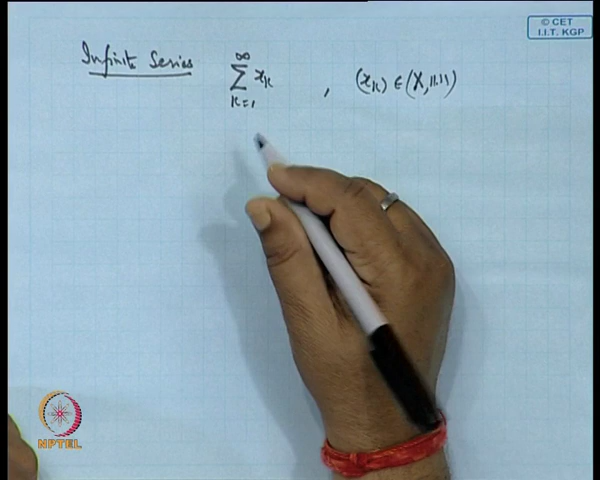 © CET
I.I.T. KGP
Infinite Series ∞ ∑ k=1 x_k , (x_k) ∈ (X, ||.||)
NPTEL